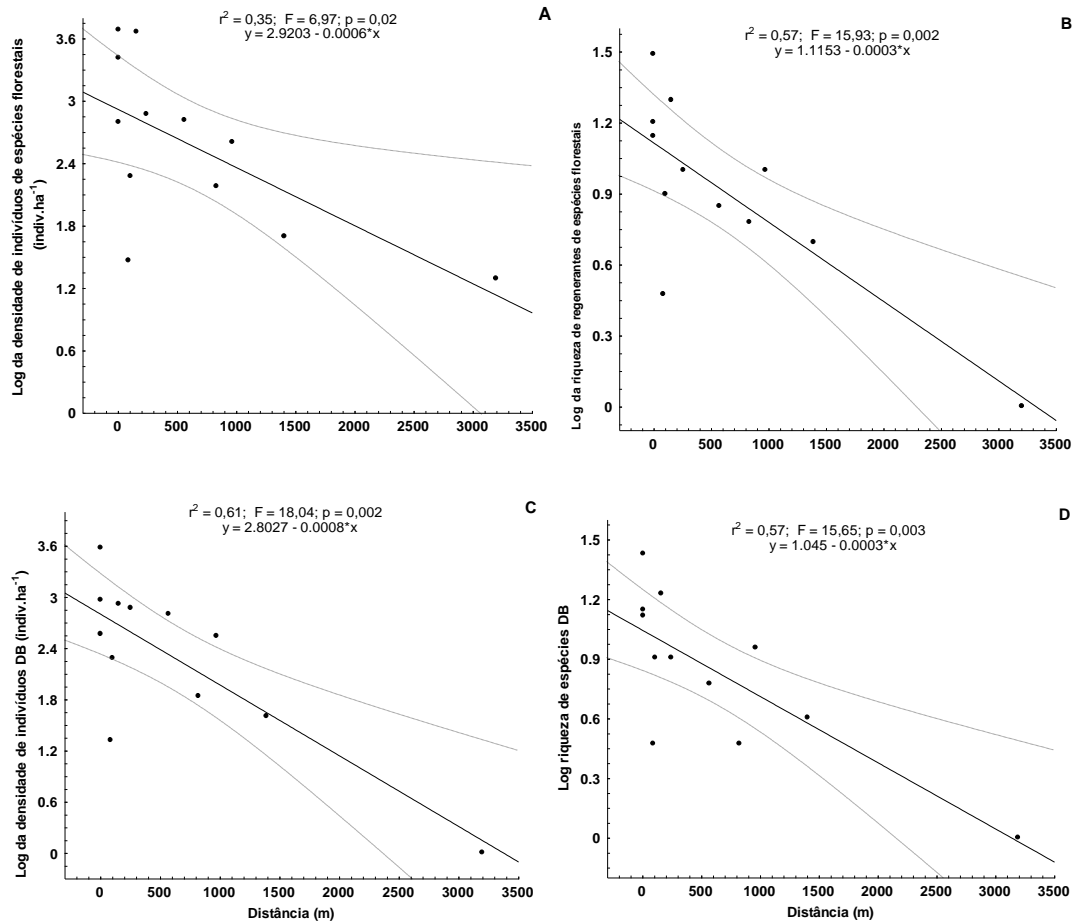 A
r² = 0,35; F = 6,97; p = 0,02
y = 2.9203 - 0.0006*x
Log da densidade de indivíduos de espécies florestais
(indiv.ha⁻¹)
3.6
3
2.4
1.8
1.2
0.6
0
0 500 1000 1500 2000 2500 3000 3500
B
r² = 0,57; F = 15,93; p = 0,002
y = 1.1153 - 0.0003*x
Log da riqueza de regenerantes de espécies florestais
1.5
1.2
0.9
0.6
0.3
0
0 500 1000 1500 2000 2500 3000 3500
C
r² = 0,61; F = 18,04; p = 0,002
y = 2.8027 - 0.0008*x
Log da densidade de indivíduos DB (indiv.ha⁻¹)
3.6
3
2.4
1.8
1.2
0.6
0
0 500 1000 1500 2000 2500 3000 3500
Distância (m)
D
r² = 0,57; F = 15,65; p = 0,003
y = 1.045 - 0.0003*x
Log riqueza de espécies DB
1.5
1.2
0.9
0.6
0.3
0
0 500 1000 1500 2000 2500 3000 3500
Distância (m)